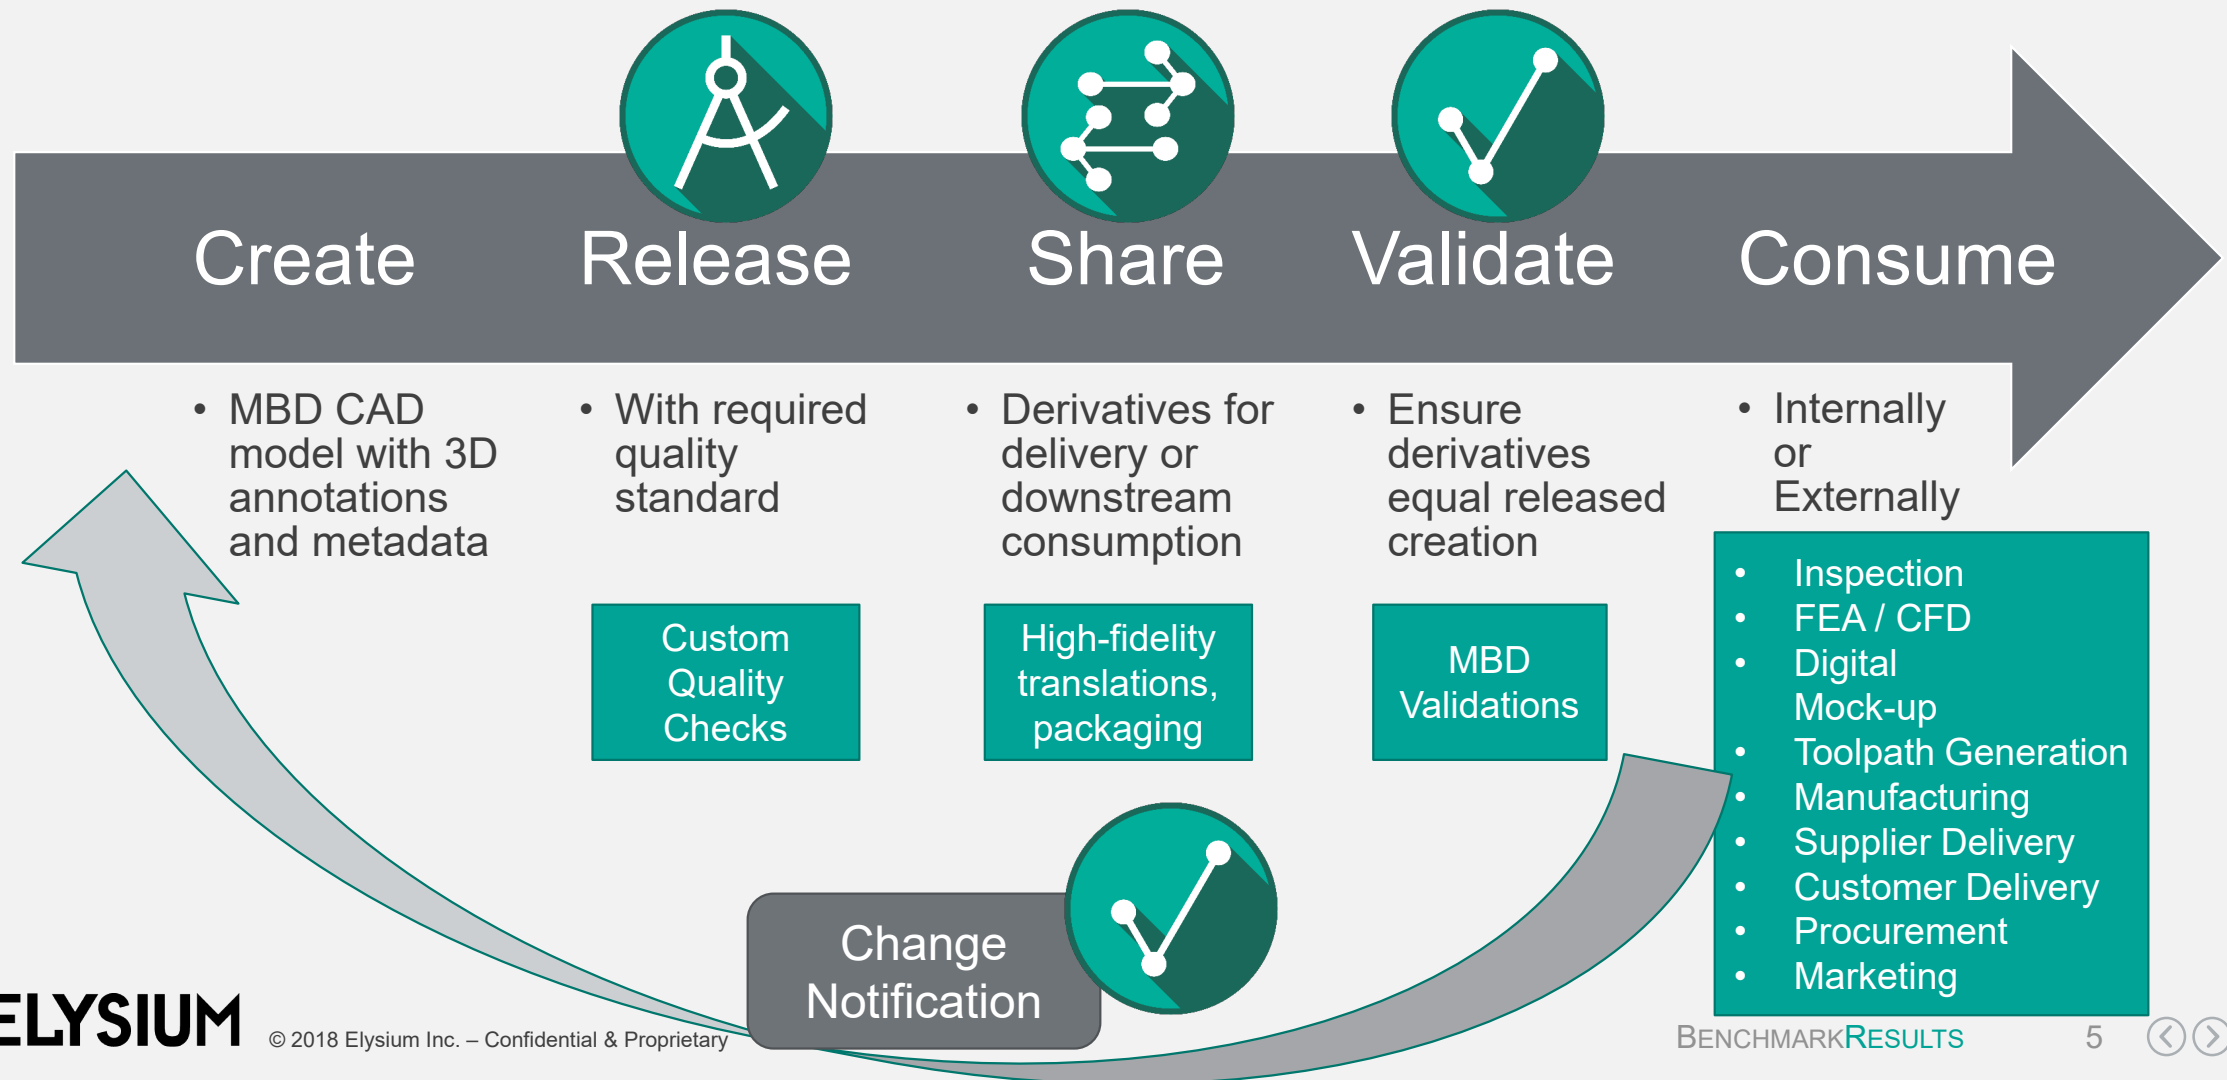 Create
Release
Share
Validate
Consume
• MBD CAD
model with 3D
annotations
and metadata
• With required
quality
standard
• Derivatives for
delivery or
downstream
consumption
• Ensure
derivatives
equal released
creation
• Internally
or
Externally
Custom
Quality
Checks
High-fidelity
translations,
packaging
MBD
Validations
• Inspection
• FEA / CFD
• Digital
Mock-up
• Toolpath Generation
• Manufacturing
• Supplier Delivery
• Customer Delivery
• Procurement
• Marketing
Change
Notification
ELYSIUM
© 2018 Elysium Inc. – Confidential & Proprietary
BENCHMARKRESULTS
5